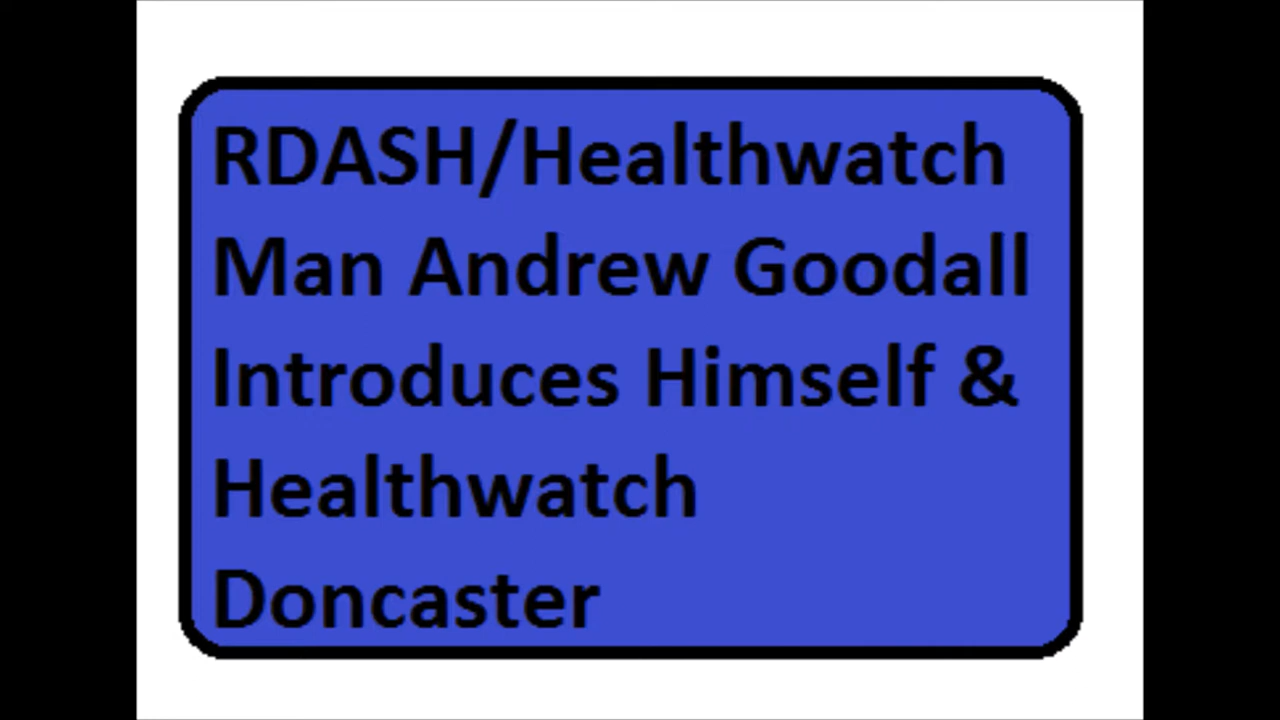 RDASH/Healthwatch
Man Andrew Goodall
Introduces Himself &
Healthwatch
Doncaster